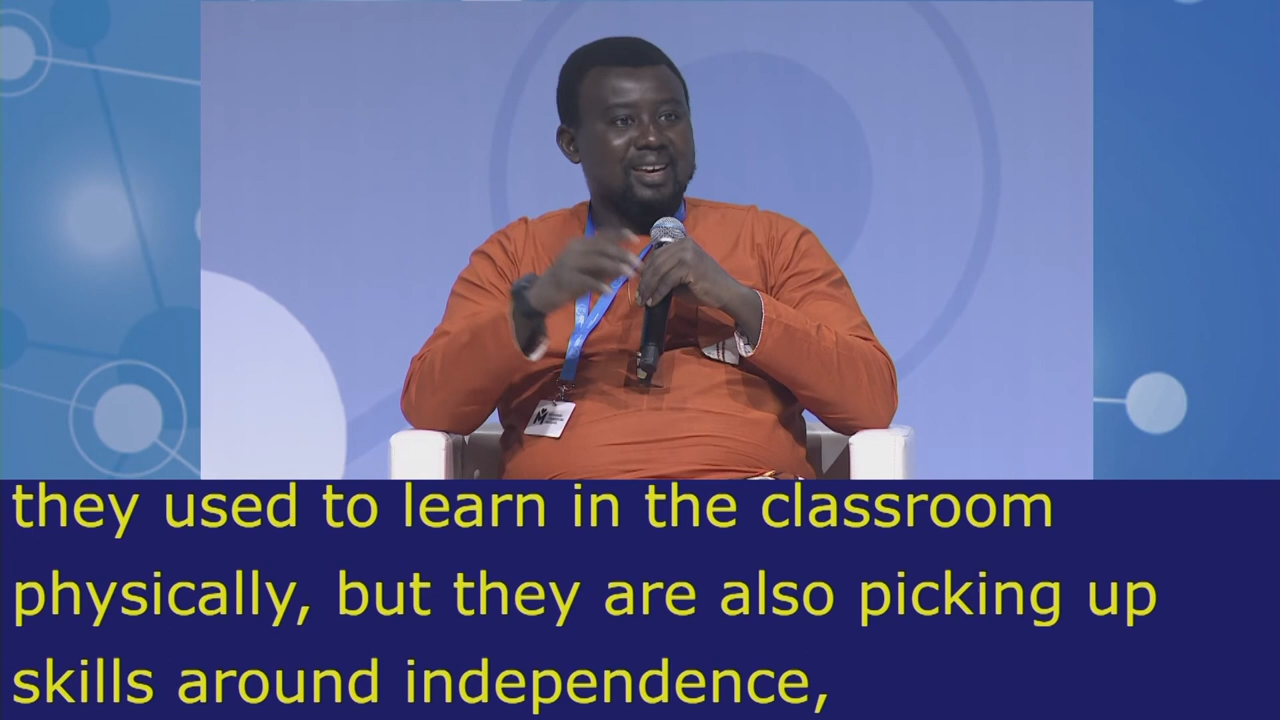 they used to learn in the classroom
physically, but they are also picking up
skills around independence,